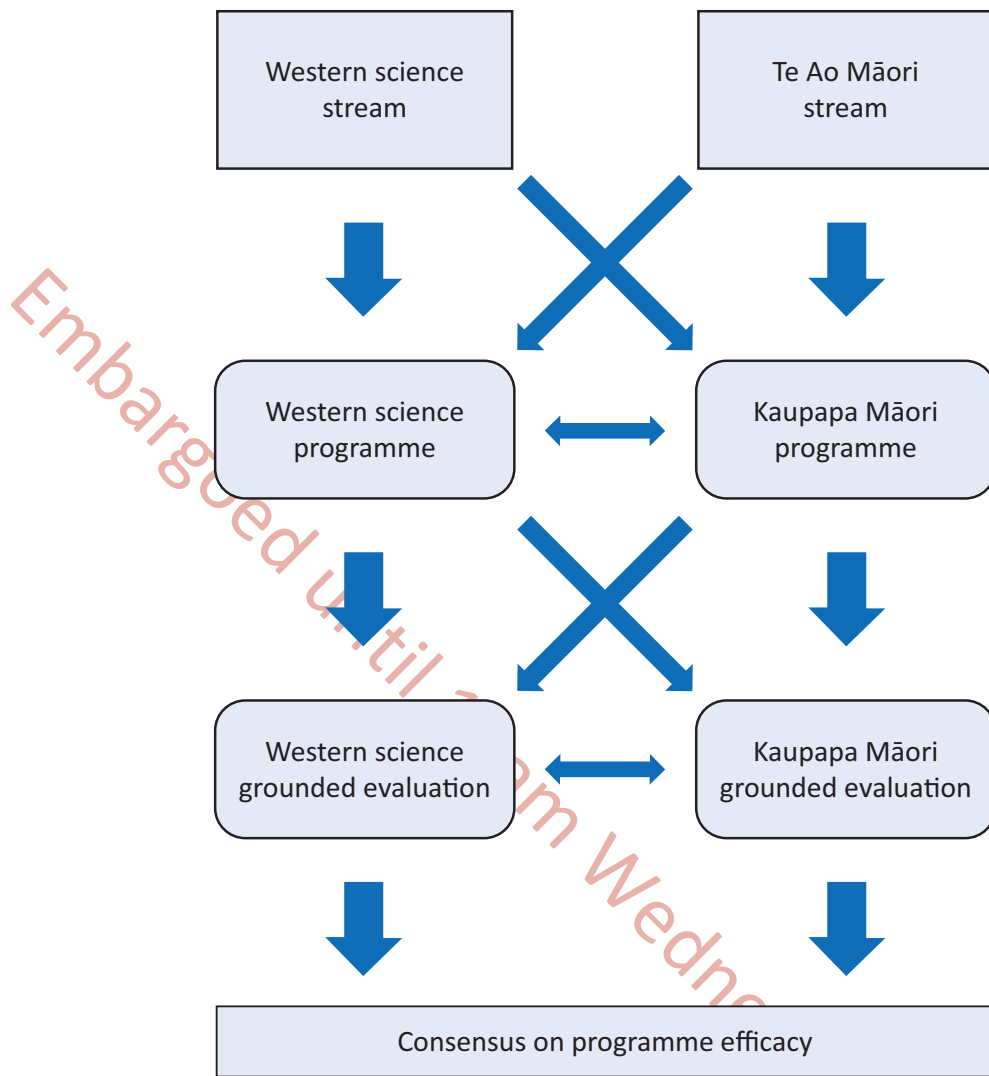 Western science
stream
Te Ao Māori
stream
Western science
programme
Kaupapa Māori
programme
Western science
grounded evaluation
Kaupapa Māori
grounded evaluation
Consensus on programme efficacy
Embargoed until am